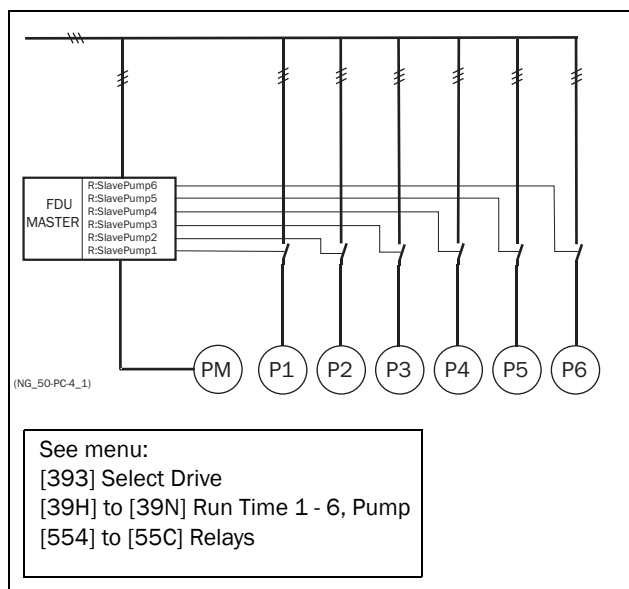 R:SlavePump6
R:SlavePump5
R:SlavePump4
R:SlavePump3
R:SlavePump2
R:SlavePump1
FDU
MASTER
PM
P1
P2
P3
P4
P5
P6
(NG_50-PC-4_1)
See menu:
[393] Select Drive
[39H] to [39N] Run Time 1 - 6, Pump
[554] to [55C] Relays